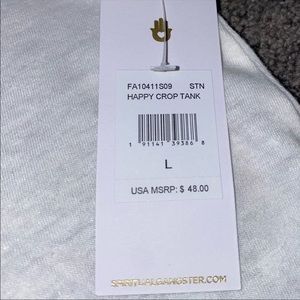 FA10411S09 STN
HAPPY CROP TANK
1 91141 39386 8
L
USA MSRP: $ 48.00
SPIRITUALGANGSTER.COM